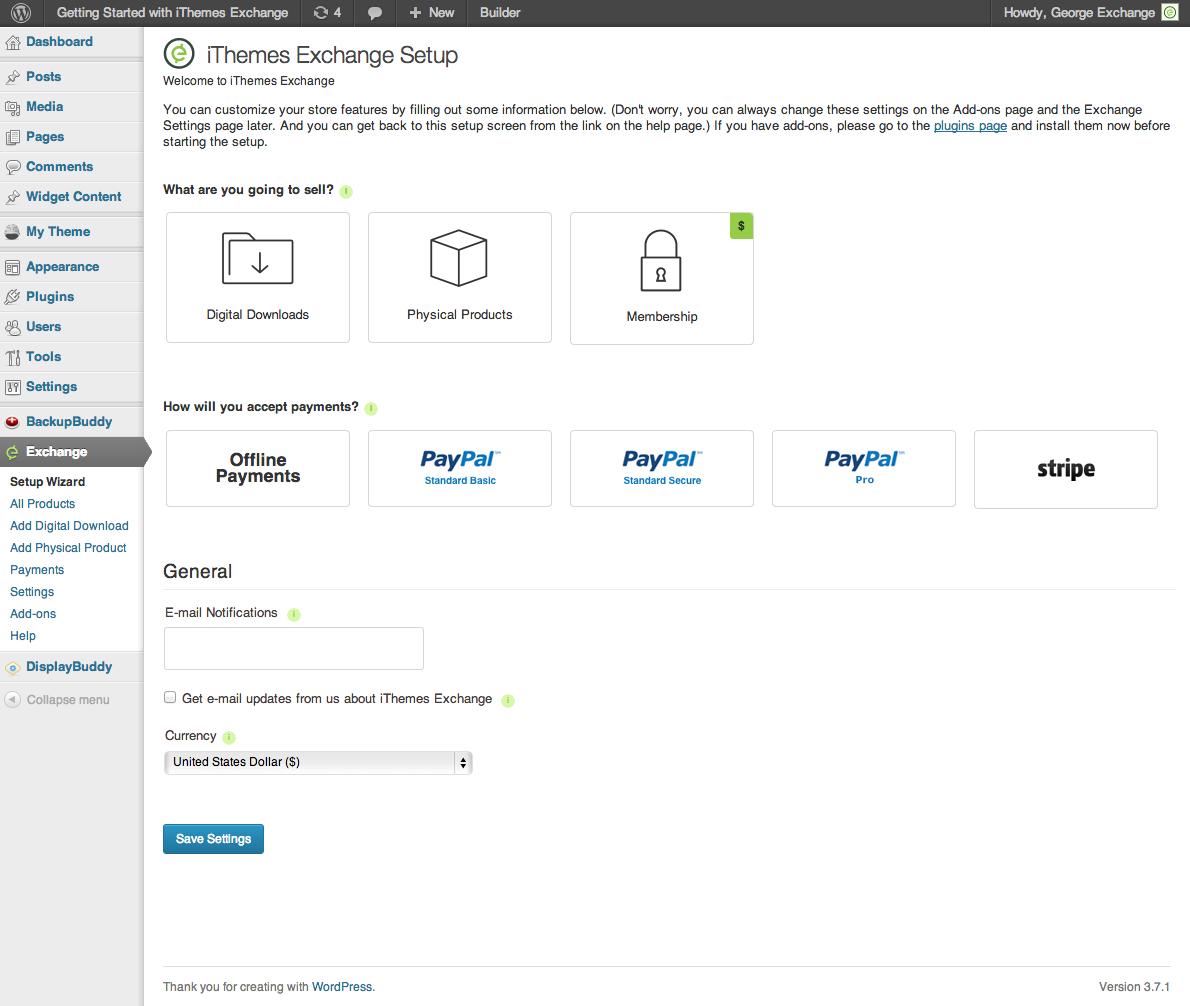 Getting Started with iThemes Exchange 4 + New Builder Howdy, George Exchange
Dashboard
Posts
Media
Pages
Comments
Widget Content
My Theme
Appearance
Plugins
Users
Tools
Settings
BackupBuddy
Exchange
Setup Wizard
All Products
Add Digital Download
Add Physical Product
Payments
Settings
Add-ons
Help
DisplayBuddy
Collapse menu
iThemes Exchange Setup
Welcome to iThemes Exchange
You can customize your store features by filling out some information below. (Don't worry, you can always change these settings on the Add-ons page and the Exchange
Settings page later. And you can get back to this setup screen from the link on the help page.) If you have add-ons, please go to the plugins page and install them now before
starting the setup.
What are you going to sell? i
$
Digital Downloads Physical Products Membership
How will you accept payments? i
Offline
Payments
PayPal™
Standard Basic
PayPal™
Standard Secure
PayPal™
Pro
stripe
General
E-mail Notifications i
Get e-mail updates from us about iThemes Exchange i
Currency i
United States Dollar ($)
Save Settings
Thank you for creating with WordPress. Version 3.7.1